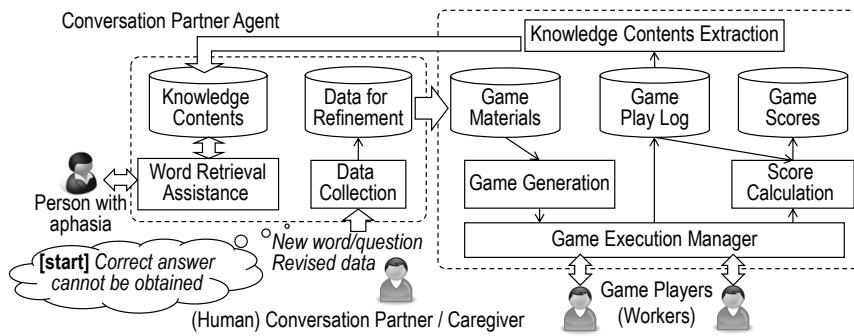 Conversation Partner Agent
Knowledge Contents Extraction
Knowledge
Contents
Data for
Refinement
Game
Materials
Game
Play Log
Game
Scores
Word Retrieval
Assistance
Data
Collection
Game Generation
Score
Calculation
Person with
aphasia
New word/question
Revised data
Game Execution Manager
[start] Correct answer
cannot be obtained
(Human) Conversation Partner / Caregiver
Game Players
(Workers)